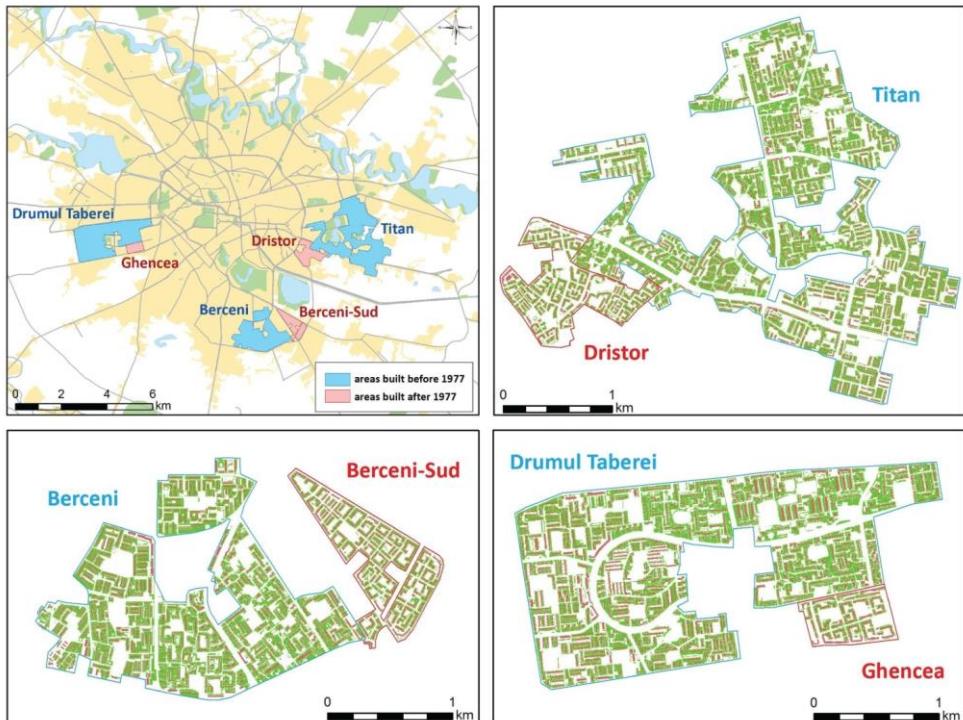 Drumul Taberei
Ghencea
Dristor
Titan
Berceni
Berceni-Sud
areas built before 1977
areas built after 1977
0 2 4 6
km
Titan
Dristor
0 1
km
Berceni
Berceni-Sud
0 1
km
Drumul Taberei
Ghencea
0 1
km